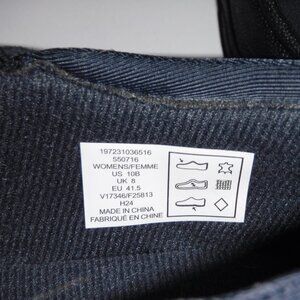 197231036516
550716
WOMENS/FEMME
US 10B
UK 8
EU 41.5
V17346/F25813
H24
MADE IN CHINA
FABRIQUÉ EN CHINE